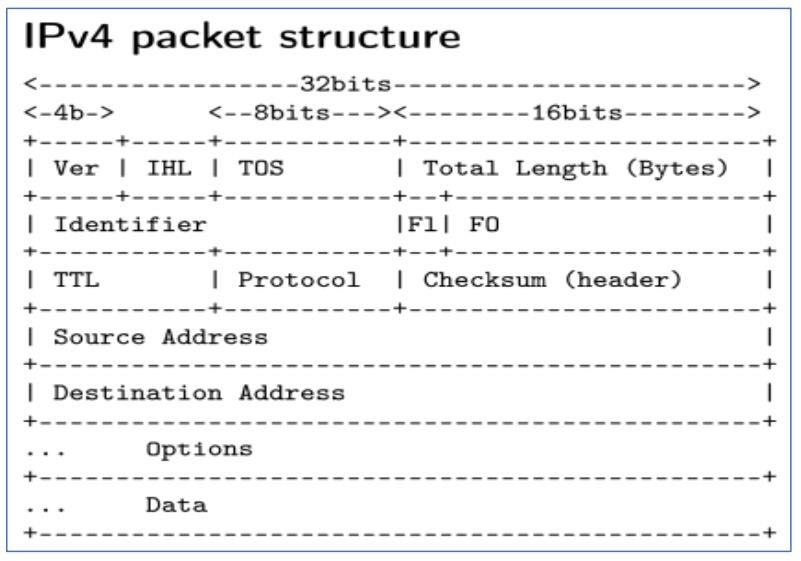 IPv4 packet structure
<-----------------32bits----------------------->
<-4b->      <--8bits---><--------16bits-------->
+-----+-----+-----------+-----------------------+
| Ver | IHL | TOS       | Total Length (Bytes)  |
+-----+-----+-----------+--+--------------------+
| Identifier            |Fl| FO                 |
+-----------+-----------+--+--------------------+
| TTL       | Protocol  | Checksum (header)     |
+-----------+-----------+-----------------------+
| Source Address                                |
+-----------------------------------------------+
| Destination Address                           |
+-----------------------------------------------+
...     Options
+-----------------------------------------------+
...     Data
+-----------------------------------------------+